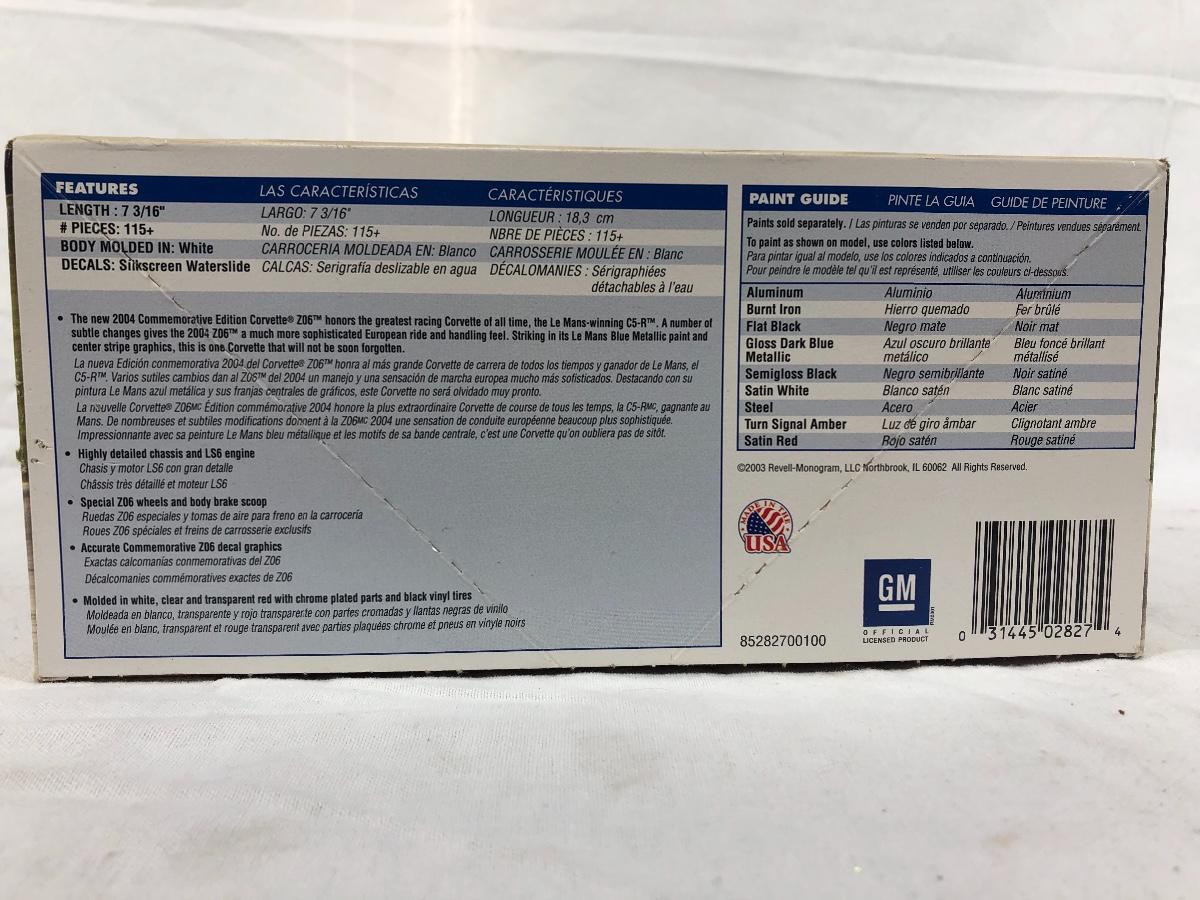 FEATURES LAS CARACTERÍSTICAS CARACTÉRISTIQUES
LENGTH : 7 3/16" LARGO: 7 3/16" LONGUEUR : 18,3 cm
# PIECES: 115+ No. de PIEZAS: 115+ NBRE DE PIÈCES : 115+
BODY MOLDED IN: White CARROCERIA MOLDEADA EN: Blanco CARROSSERIE MOULÉE EN : Blanc
DECALS: Silkscreen Waterslide CALCAS: Serigrafía deslizable en agua DÉCALOMANIES : Sérigraphiées
détachables à l'eau
• The new 2004 Commemorative Edition Corvette® Z06™ honors the greatest racing Corvette of all time, the Le Mans-winning C5-R™. A number of
subtle changes gives the 2004 Z06™ a much more sophisticated European ride and handling feel. Striking in its Le Mans Blue Metallic paint and
center stripe graphics, this is one Corvette that will not be soon forgotten.
La nueva Edición conmemorativa 2004 del Corvette® Z06™ honra al más grande Corvette de carrera de todos los tiempos y ganador de Le Mans, el
C5-R™. Varios sutiles cambios dan al Z06™ del 2004 un manejo y una sensación de marcha europea mucho más sofisticados. Destacando con su
pintura Le Mans azul metálica y sus franjas centrales de gráficos, este Corvette no será olvidado muy pronto.
La nouvelle Corvette® Z06MC Édition commémorative 2004 honore la plus extraordinaire Corvette de course de tous les temps, la C5-RMC, gagnante au
Mans. De nombreuses et subtiles modifications donnent à la Z06MC 2004 une sensation de conduite européenne beaucoup plus sophistiquée.
Impressionnante avec sa peinture Le Mans bleu métallique et les motifs de sa bande centrale, c'est une Corvette qu'on oubliera pas de sitôt.
• Highly detailed chassis and LS6 engine
Chasis y motor LS6 con gran detalle
Châssis très détaillé et moteur LS6
• Special Z06 wheels and body brake scoop
Ruedas Z06 especiales y tomas de aire para freno en la carrocería
Roues Z06 spéciales et freins de carrosserie exclusifs
• Accurate Commemorative Z06 decal graphics
Exactas calcomanías conmemorativas del Z06
Décalcomanies commémoratives exactes de Z06
• Molded in white, clear and transparent red with chrome plated parts and black vinyl tires
Moldeada en blanco, transparente y rojo transparente con partes cromadas y llantas negras de vinilo
Moulée en blanc, transparent et rouge transparent avec parties plaquées chrome et pneus en vinyle noirs
PAINT GUIDE PINTE LA GUIA GUIDE DE PEINTURE
Paints sold separately. / Las pinturas se venden por separado. / Peintures vendues séparément.
To paint as shown on model, use colors listed below.
Para pintar igual al modelo, use los colores indicados a continuación.
Pour peindre le modèle tel qu'il est représenté, utiliser les couleurs ci-dessous.
Aluminum Aluminio Aluminium
Burnt Iron Hierro quemado Fer brûlé
Flat Black Negro mate Noir mat
Gloss Dark Blue Azul oscuro brillante Bleu foncé brillant
Metallic metálico métallisé
Semigloss Black Negro semibrillante Noir satiné
Satin White Blanco satén Blanc satiné
Steel Acero Acier
Turn Signal Amber Luz de giro âmbar Clignotant ambre
Satin Red Rojo satén Rouge satiné
©2003 Revell-Monogram, LLC Northbrook, IL 60062 All Rights Reserved.
MADE IN THE
USA
GM
OFFICIAL
LICENSED PRODUCT
85282700100
0 31445 02827 4